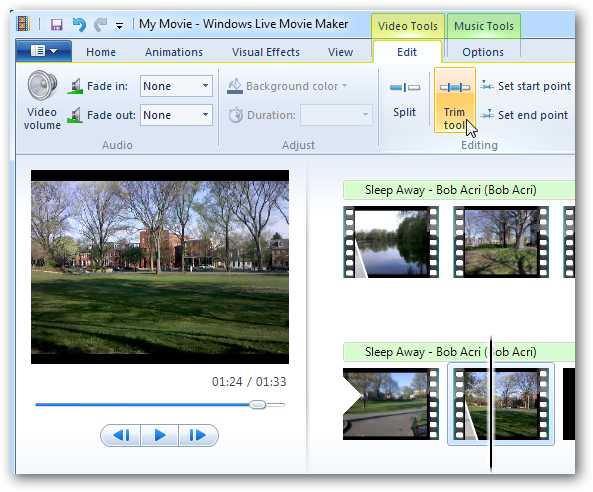 My Movie - Windows Live Movie Maker
Video Tools
Music Tools
Home
Animations
Visual Effects
View
Edit
Options
Video
volume
Fade in:
None
Fade out:
None
Audio
Background color
Duration:
Adjust
Split
Trim
tool
Set start point
Set end point
Editing
Sleep Away - Bob Acri (Bob Acri)
Sleep Away - Bob Acri (Bob Acri)
01:24 / 01:33